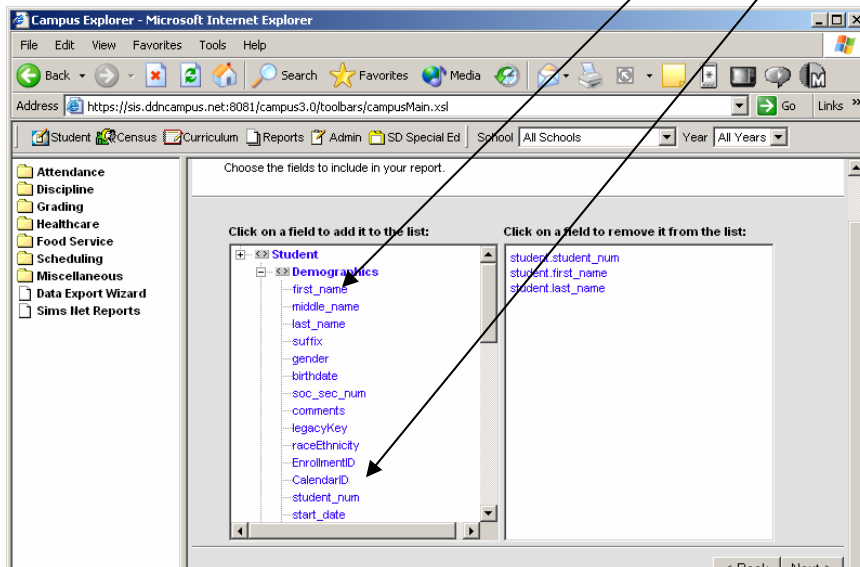 Campus Explorer - Microsoft Internet Explorer
File Edit View Favorites Tools Help
Back Search Favorites Media
Address https://sis.ddncampus.net:8081/campus3.0/toolbars/campusMain.xsl Go Links »
Student Census Curriculum Reports Admin SD Special Ed School All Schools Year All Years
Attendance
Discipline
Grading
Healthcare
Food Service
Scheduling
Miscellaneous
Data Export Wizard
Sims Net Reports
Choose the fields to include in your report.
Click on a field to add it to the list:
Student
Demographics
first_name
middle_name
last_name
suffix
gender
birthdate
soc_sec_num
comments
legacyKey
raceEthnicity
EnrollmentID
CalendarID
student_num
start_date
Click on a field to remove it from the list:
student.student_num
student.first_name
student.last_name
< Back Next >